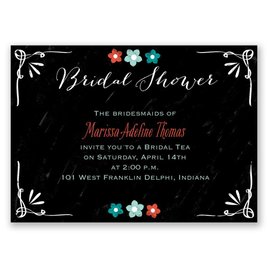 Bridal Shower
The bridesmaids of
Marissa-Adeline Thomas
invite you to a Bridal Tea
on Saturday, April 14th
at 2:00 p.m.
101 West Franklin Delphi, Indiana